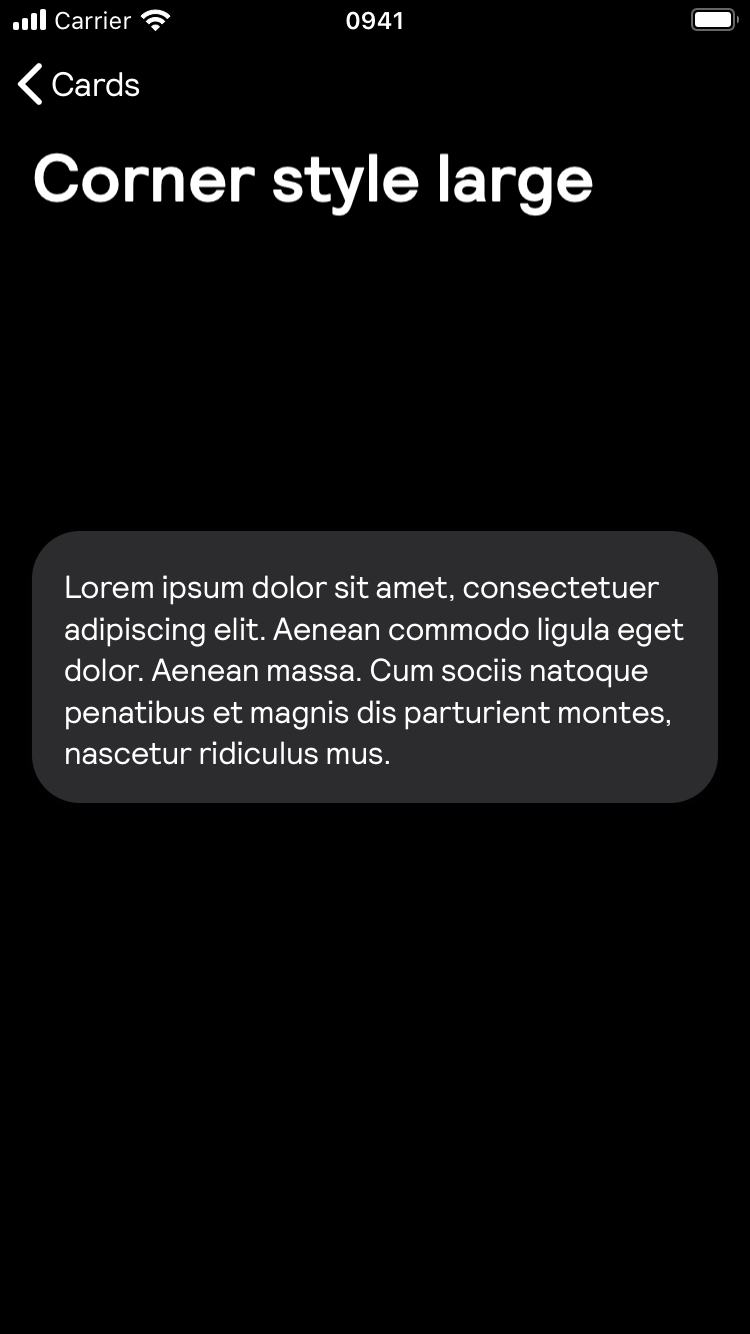 Carrier 0941
Cards
Corner style large
Lorem ipsum dolor sit amet, consectetuer
adipiscing elit. Aenean commodo ligula eget
dolor. Aenean massa. Cum sociis natoque
penatibus et magnis dis parturient montes,
nascetur ridiculus mus.